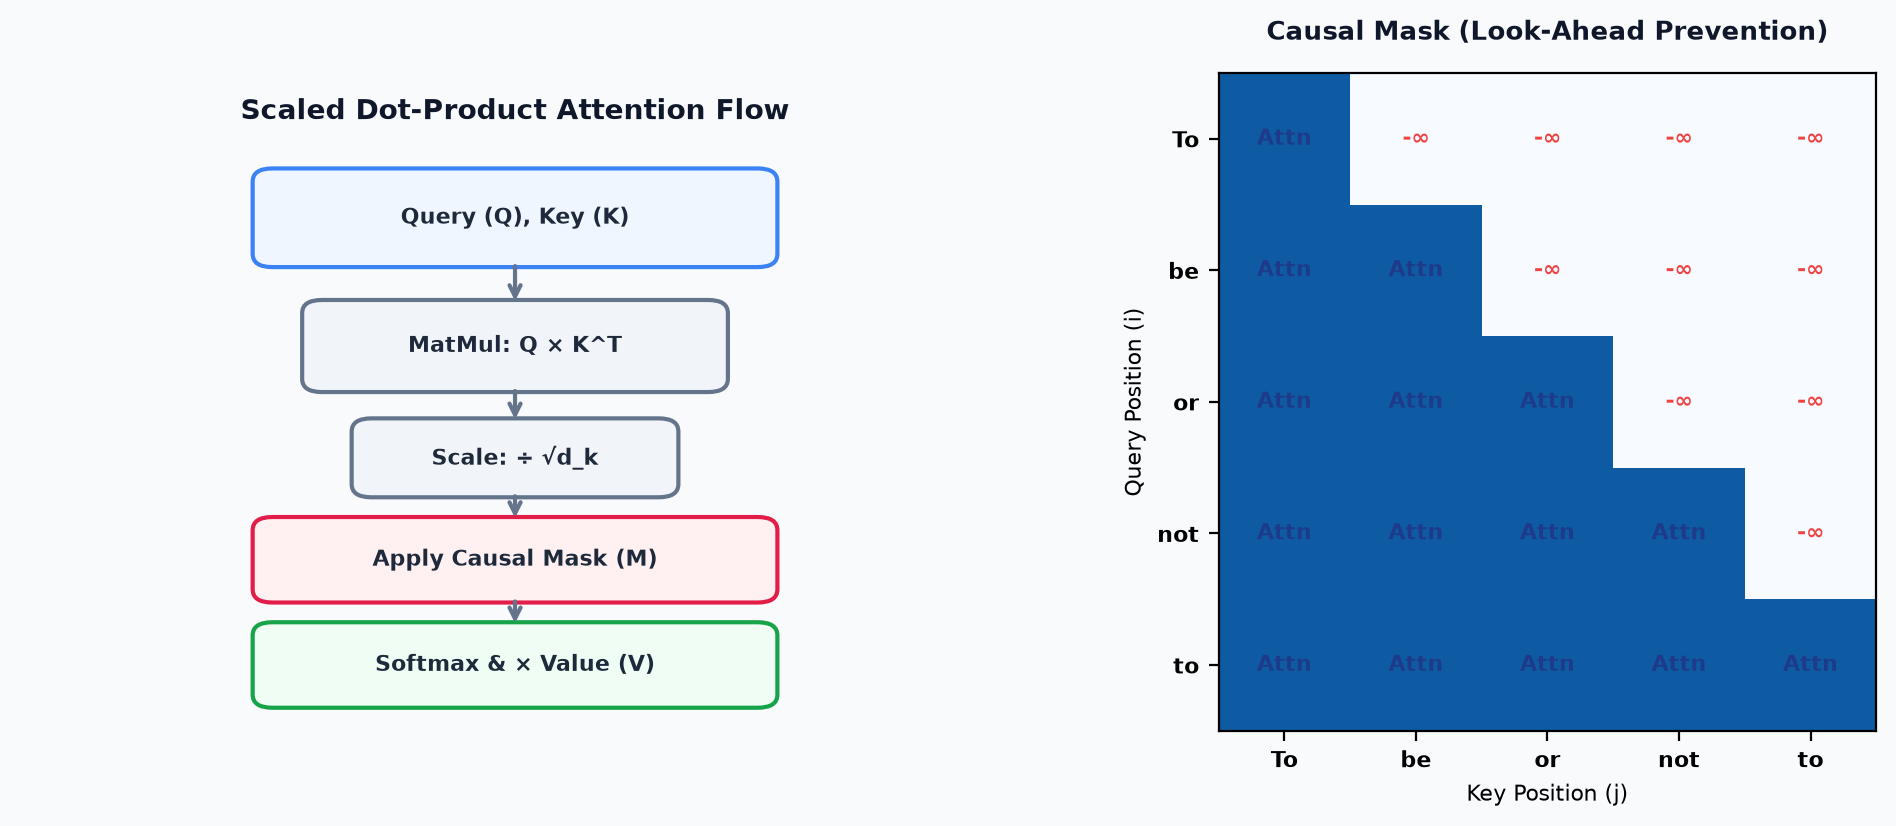 Scaled Dot-Product Attention Flow
Query (Q), Key (K)
MatMul: Q × K^T
Scale: ÷ √d_k
Apply Causal Mask (M)
Softmax & × Value (V)
Causal Mask (Look-Ahead Prevention)
Query Position (i)
To Attn -∞ -∞ -∞ -∞
be Attn Attn -∞ -∞ -∞
or Attn Attn Attn -∞ -∞
not Attn Attn Attn Attn -∞
to Attn Attn Attn Attn Attn
To be or not to
Key Position (j)